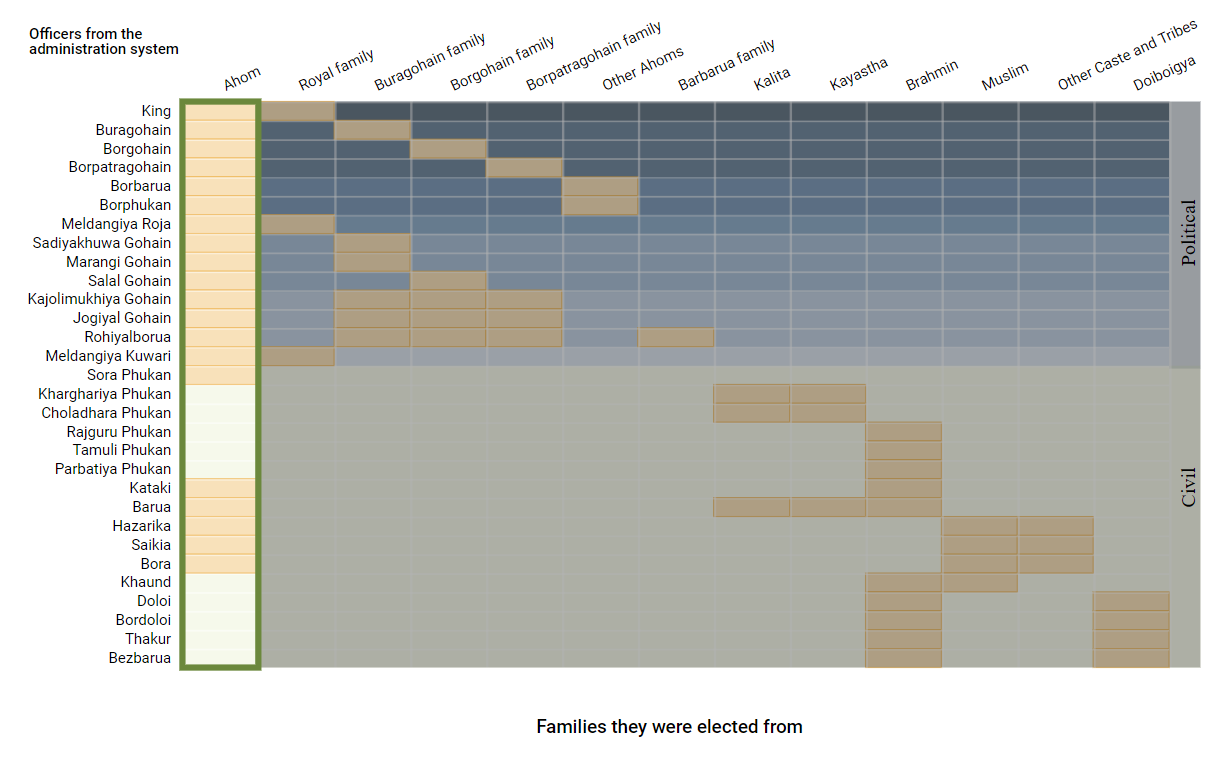 Officers from the
administration system
Ahom
Royal family
Buragohain family
Borgohain family
Borpatragohain family
Other Ahoms
Barbarua family
Kalita
Kayastha
Brahmin
Muslim
Other Caste and Tribes
Doiboigya
King
Buragohain
Borgohain
Borpatragohain
Borbarua
Borphukan
Meldangiya Roja
Sadiyakhuwa Gohain
Marangi Gohain
Salal Gohain
Kajolimukhiya Gohain
Jogiyal Gohain
Rohiyalborua
Meldangiya Kuwari
Sora Phukan
Kharghariya Phukan
Choladhara Phukan
Rajguru Phukan
Tamuli Phukan
Parbatiya Phukan
Kataki
Barua
Hazarika
Saikia
Bora
Khaund
Doloi
Bordoloi
Thakur
Bezbarua
Political
Civil
Families they were elected from